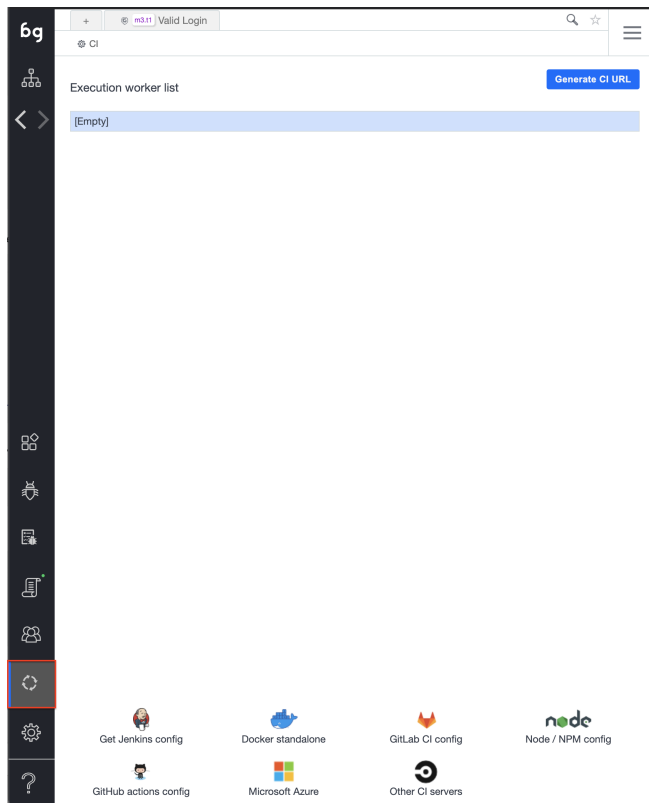 bg
+
m3.t1 Valid Login
CI
Execution worker list
Generate CI URL
[Empty]
Get Jenkins config
Docker standalone
GitLab CI config
node
Node / NPM config
GitHub actions config
Microsoft Azure
Other CI servers
?